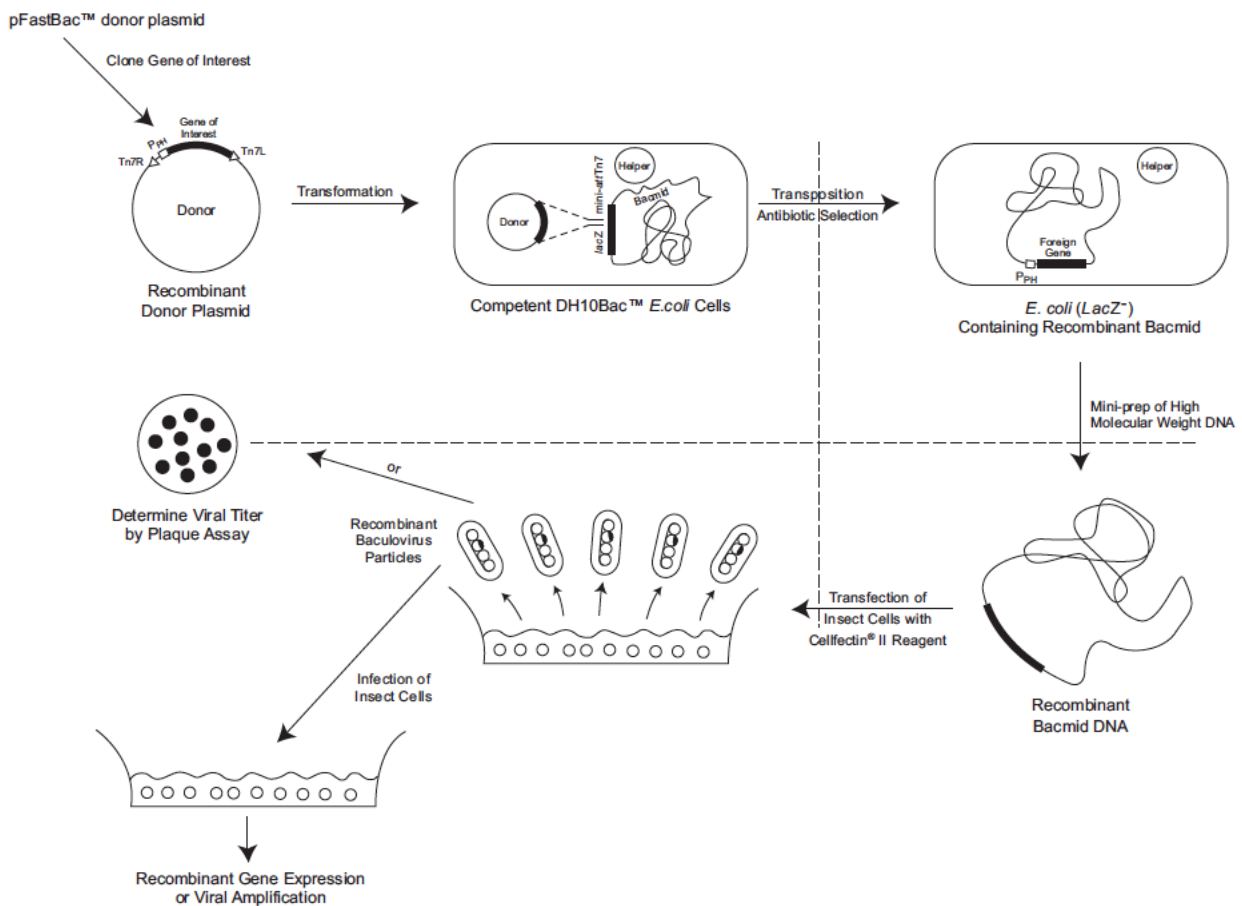 pFastBac™ donor plasmid
Clone Gene of Interest
Gene of
Interest
PPH
Tn7R
Tn7L
Donor
Recombinant
Donor Plasmid
Transformation
Helper
mini-attTn7
Bacmid
Donor
lacZ
Competent DH10Bac™ E.coli Cells
Transposition
Antibiotic Selection
Helper
Foreign
Gene
PPH
E. coli (LacZ⁻)
Containing Recombinant Bacmid
Mini-prep of High
Molecular Weight DNA
Determine Viral Titer
by Plaque Assay
or
Recombinant
Baculovirus
Particles
Transfection of
Insect Cells with
Cellfectin® II Reagent
Recombinant
Bacmid DNA
Infection of
Insect Cells
Recombinant Gene Expression
or Viral Amplification